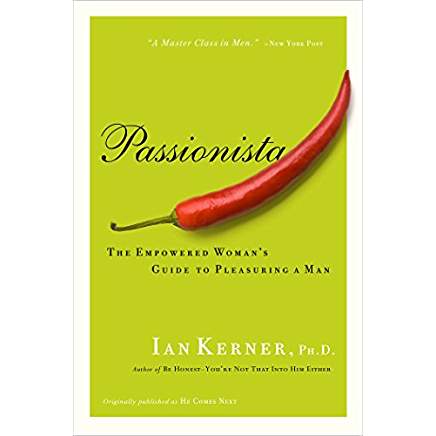 "A Master Class in Men." –New York Post
Passionista
The Empowered Woman's
Guide to Pleasuring a Man
Ian Kerner, Ph.D.
Author of Be Honest–You're Not That Into Him Either
Originally published as He Comes Next